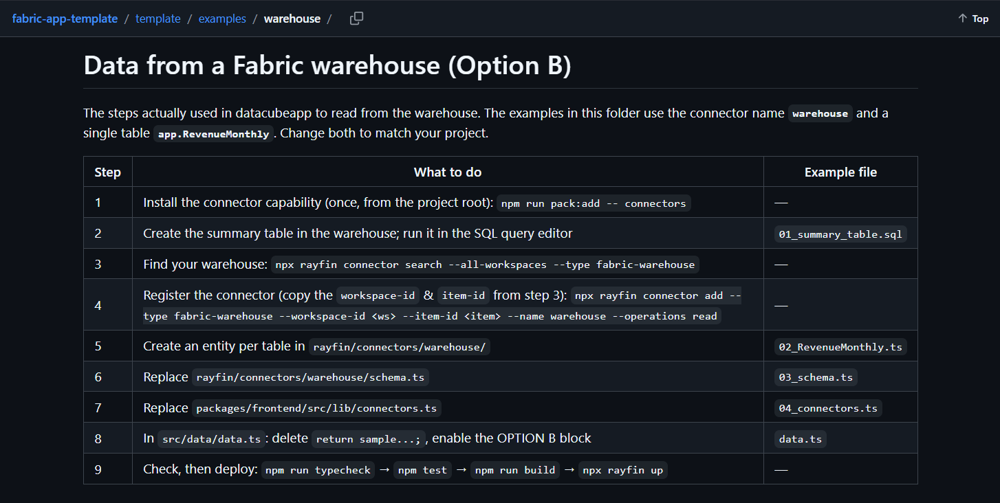 fabric-app-template / template / examples / warehouse /
Top
Data from a Fabric warehouse (Option B)
The steps actually used in datacubeapp to read from the warehouse. The examples in this folder use the connector name warehouse and a
single table app.RevenueMonthly. Change both to match your project.
Step What to do Example file
1 Install the connector capability (once, from the project root): npm run pack:add -- connectors —
2 Create the summary table in the warehouse; run it in the SQL query editor 01_summary_table.sql
3 Find your warehouse: npx rayfin connector search --all-workspaces --type fabric-warehouse —
4 Register the connector (copy the workspace-id & item-id from step 3): npx rayfin connector add --
type fabric-warehouse --workspace-id <ws> --item-id <item> --name warehouse --operations read —
5 Create an entity per table in rayfin/connectors/warehouse/ 02_RevenueMonthly.ts
6 Replace rayfin/connectors/warehouse/schema.ts 03_schema.ts
7 Replace packages/frontend/src/lib/connectors.ts 04_connectors.ts
8 In src/data/data.ts: delete return sample...;, enable the OPTION B block data.ts
9 Check, then deploy: npm run typecheck → npm test → npm run build → npx rayfin up —